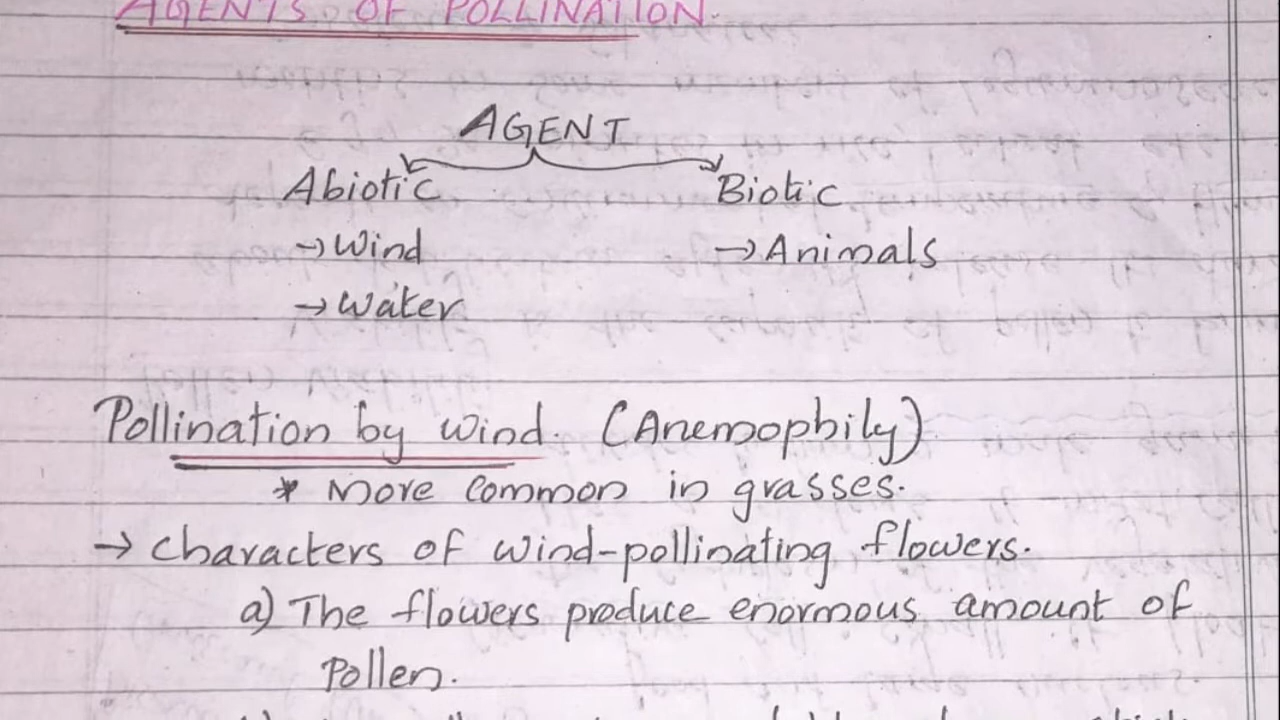 AGENTS OF POLLINATION.
AGENT
Abiotic Biotic
→Wind →Animals
→Water
Pollination by wind. (Anemophily)
* More common in grasses.
→ characters of wind-pollinating flowers.
a) The flowers produce enormous amount of
Pollen.